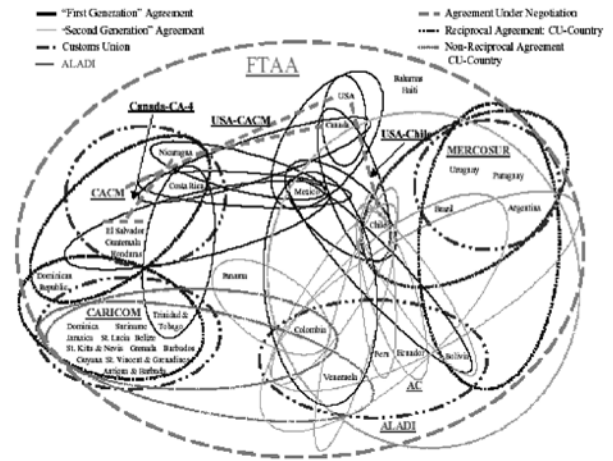 "First Generation" Agreement
"Second Generation" Agreement
Customs Union
ALADI
Agreement Under Negotiation
Reciprocal Agreement: CU-Country
Non-Reciprocal Agreement
CU-Country
FTAA
Bahamas
Haiti
USA
Canada-CA-4
USA-CACM
Canada
USA-Chile
MERCOSUR
Nicaragua
Uruguay
Paraguay
CACM
Costa Rica
Mexico
Brazil
Argentina
Chile
El Salvador
Guatemala
Honduras
Dominican
Republic
Panama
CARICOM
Trinidad &
Tobago
Dominica Suriname
Jamaica St. Lucia Belize
St. Kitts & Nevis Grenada Barbados
Guyana St. Vincent & Grenadines
Antigua & Barbuda
Colombia
Peru
Ecuador
Bolivia
Venezuela
AC
ALADI